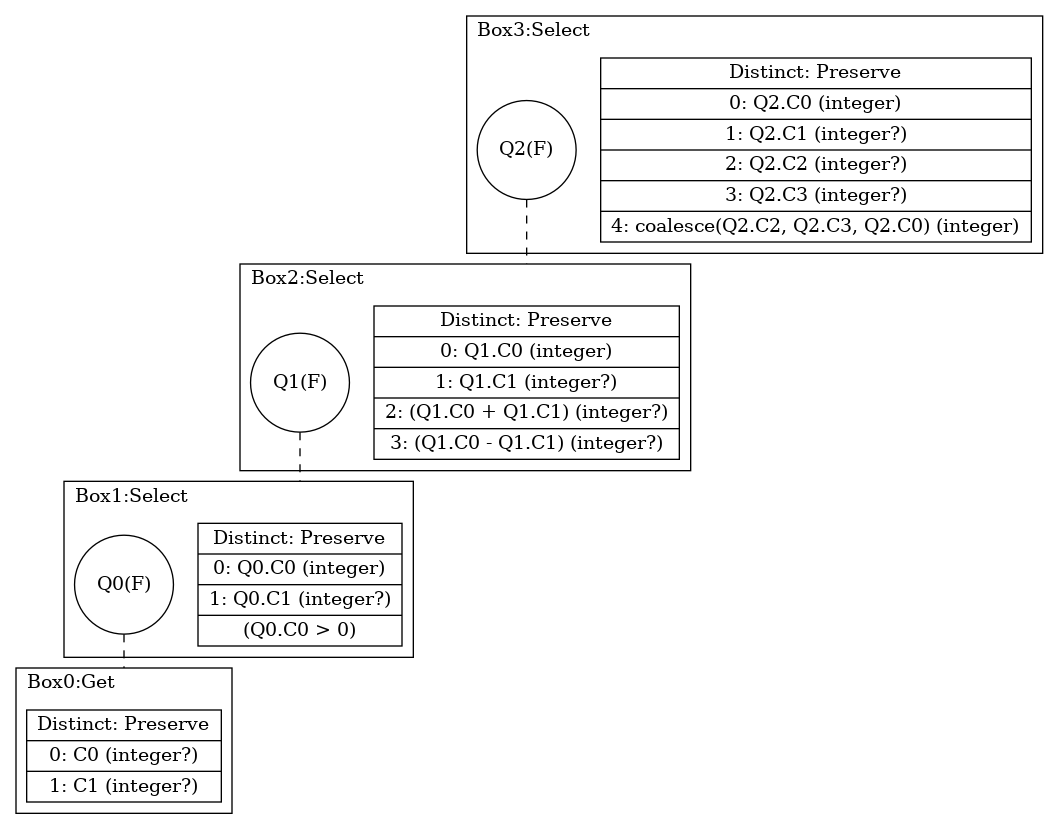 Box3:Select
Distinct: Preserve
0: Q2.C0 (integer)
1: Q2.C1 (integer?)
Q2(F)
2: Q2.C2 (integer?)
3: Q2.C3 (integer?)
4: coalesce(Q2.C2, Q2.C3, Q2.C0) (integer)
Box2:Select
Distinct: Preserve
0: Q1.C0 (integer)
Q1(F)
1: Q1.C1 (integer?)
2: (Q1.C0 + Q1.C1) (integer?)
3: (Q1.C0 - Q1.C1) (integer?)
Box1:Select
Distinct: Preserve
0: Q0.C0 (integer)
Q0(F)
1: Q0.C1 (integer?)
(Q0.C0 > 0)
Box0:Get
Distinct: Preserve
0: C0 (integer?)
1: C1 (integer?)